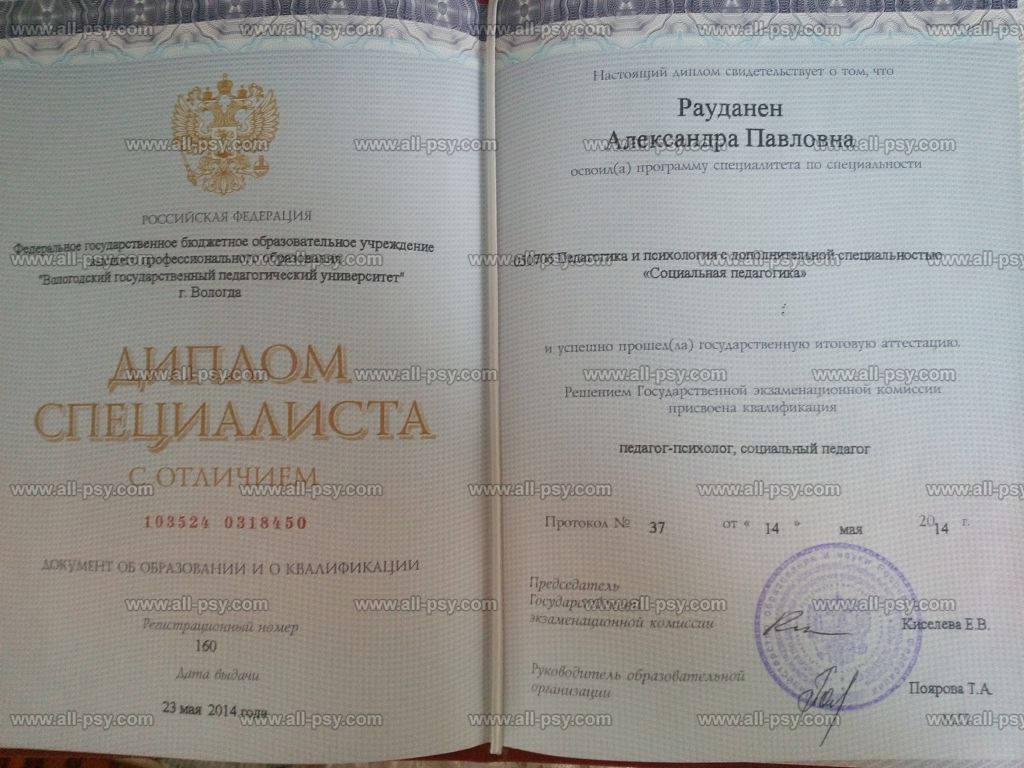 РОССИЙСКАЯ ФЕДЕРАЦИЯ
Федеральное государственное бюджетное образовательное учреждение
высшего профессионального образования
"Вологодский государственный педагогический университет"
г. Вологда
ДИПЛОМ
СПЕЦИАЛИСТА
С ОТЛИЧИЕМ
103524 0318450
ДОКУМЕНТ ОБ ОБРАЗОВАНИИ И О КВАЛИФИКАЦИИ
Регистрационный номер
160
Дата выдачи
23 мая 2014 года
Настоящий диплом свидетельствует о том, что
Рауданен
Александра Павловна
освоил(а) программу специалитета по специальности
050706 Педагогика и психология с дополнительной специальностью
«Социальная педагогика»
и успешно прошел(ла) государственную итоговую аттестацию.
Решением Государственной экзаменационной комиссии
присвоена квалификация
педагог-психолог, социальный педагог
Протокол № 37 от « 14 » мая 2014 г.
Председатель
Государственной
экзаменационной комиссии
Киселева Е.В.
Руководитель образовательной
организации
Поярова Т.А.
М.П.
www.all-psy.com